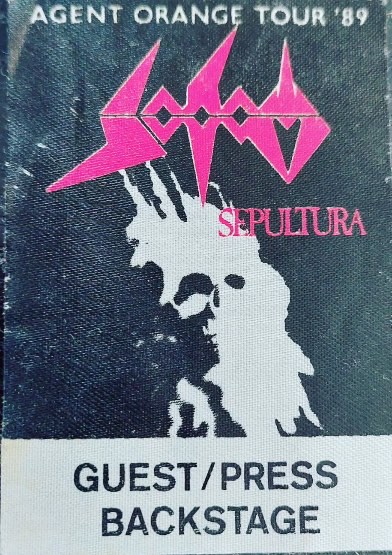 AGENT ORANGE TOUR '89
SODOM
SEPULTURA
GUEST/PRESS
BACKSTAGE